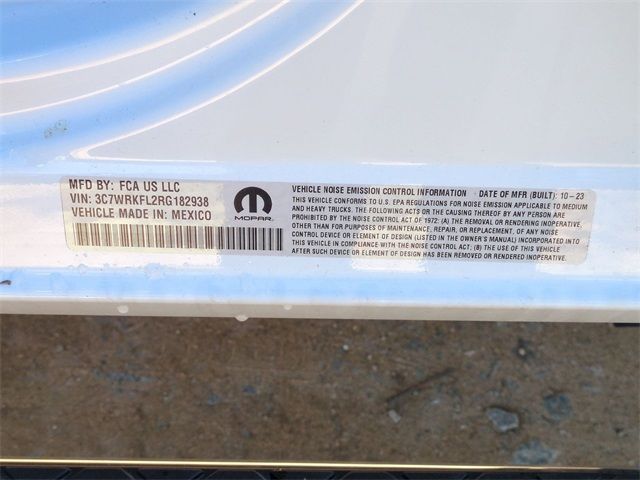 MFD BY: FCA US LLC
VIN: 3C7WRKFL2RG182938
VEHICLE MADE IN: MEXICO
MOPAR
VEHICLE NOISE EMISSION CONTROL INFORMATION DATE OF MFR (BUILT): 10-23
THIS VEHICLE CONFORMS TO U.S. EPA REGULATIONS FOR NOISE EMISSION APPLICABLE TO MEDIUM
AND HEAVY TRUCKS. THE FOLLOWING ACTS OR THE CAUSING THEREOF BY ANY PERSON ARE
PROHIBITED BY THE NOISE CONTROL ACT OF 1972: (A) THE REMOVAL OR RENDERING INOPERATIVE,
OTHER THAN FOR PURPOSES OF MAINTENANCE, REPAIR, OR REPLACEMENT, OF ANY NOISE
CONTROL DEVICE OR ELEMENT OF DESIGN (LISTED IN THE OWNER'S MANUAL) INCORPORATED INTO
THIS VEHICLE IN COMPLIANCE WITH THE NOISE CONTROL ACT; (B) THE USE OF THIS VEHICLE
AFTER SUCH DEVICE OR ELEMENT OF DESIGN HAS BEEN REMOVED OR RENDERED INOPERATIVE.